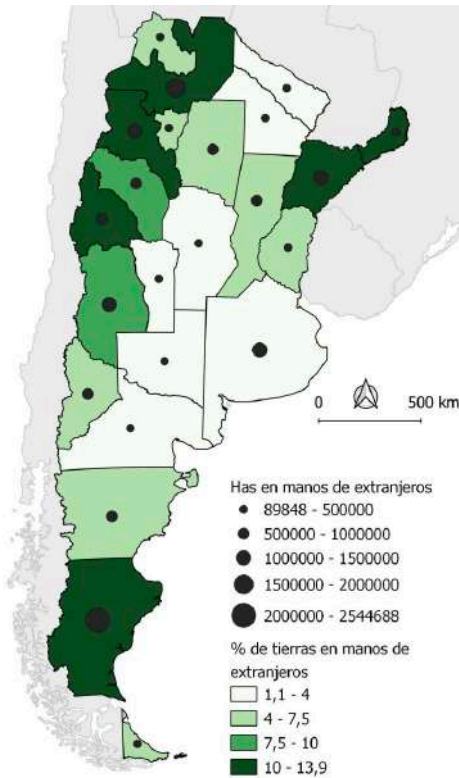 0 500 km
Has en manos de extranjeros
89848 - 500000
500000 - 1000000
1000000 - 1500000
1500000 - 2000000
2000000 - 2544688
% de tierras en manos de
extranjeros
1,1 - 4
4 - 7,5
7,5 - 10
10 - 13,9